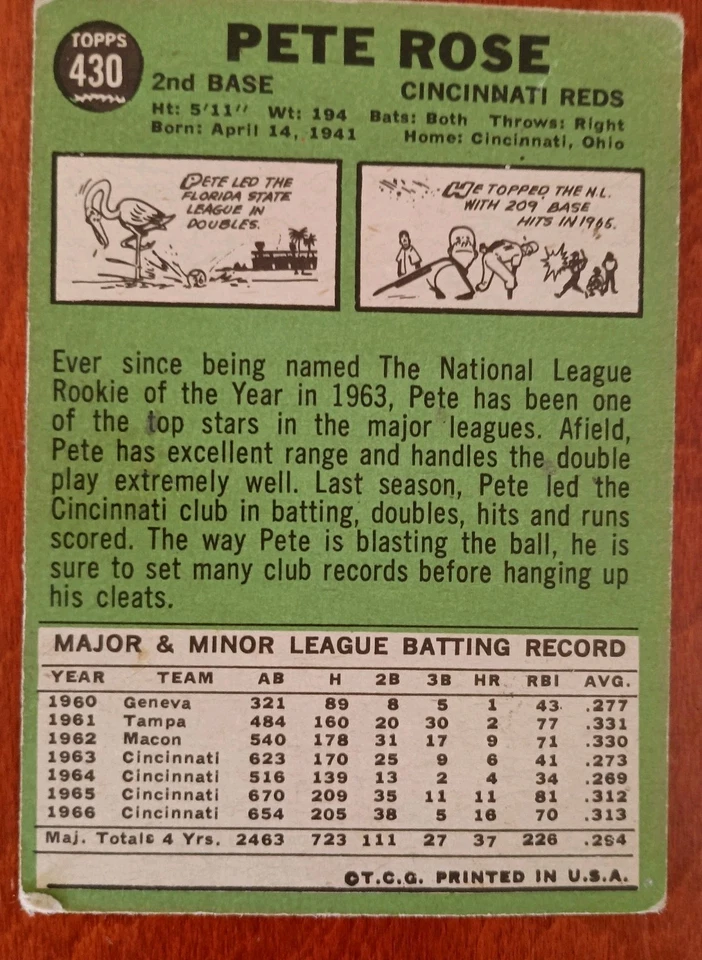 TOPPS
430
PETE ROSE
2nd BASE CINCINNATI REDS
Ht: 5'11" Wt: 194 Bats: Both Throws: Right
Born: April 14, 1941 Home: Cincinnati, Ohio
PETE LED THE
FLORIDA STATE
LEAGUE IN
DOUBLES.
HE TOPPED THE N.L.
WITH 209 BASE
HITS IN 1965.
Ever since being named The National League
Rookie of the Year in 1963, Pete has been one
of the top stars in the major leagues. Afield,
Pete has excellent range and handles the double
play extremely well. Last season, Pete led the
Cincinnati club in batting, doubles, hits and runs
scored. The way Pete is blasting the ball, he is
sure to set many club records before hanging up
his cleats.
MAJOR & MINOR LEAGUE BATTING RECORD
YEAR TEAM AB H 2B 3B HR RBI AVG.
1960 Geneva 321 89 8 5 1 43 .277
1961 Tampa 484 160 20 30 2 77 .331
1962 Macon 540 178 31 17 9 71 .330
1963 Cincinnati 623 170 25 9 6 41 .273
1964 Cincinnati 516 139 13 2 4 34 .269
1965 Cincinnati 670 209 35 11 11 81 .312
1966 Cincinnati 654 205 38 5 16 70 .313
Maj. Totals 4 Yrs. 2463 723 111 27 37 226 .294
©T.C.G. PRINTED IN U.S.A.